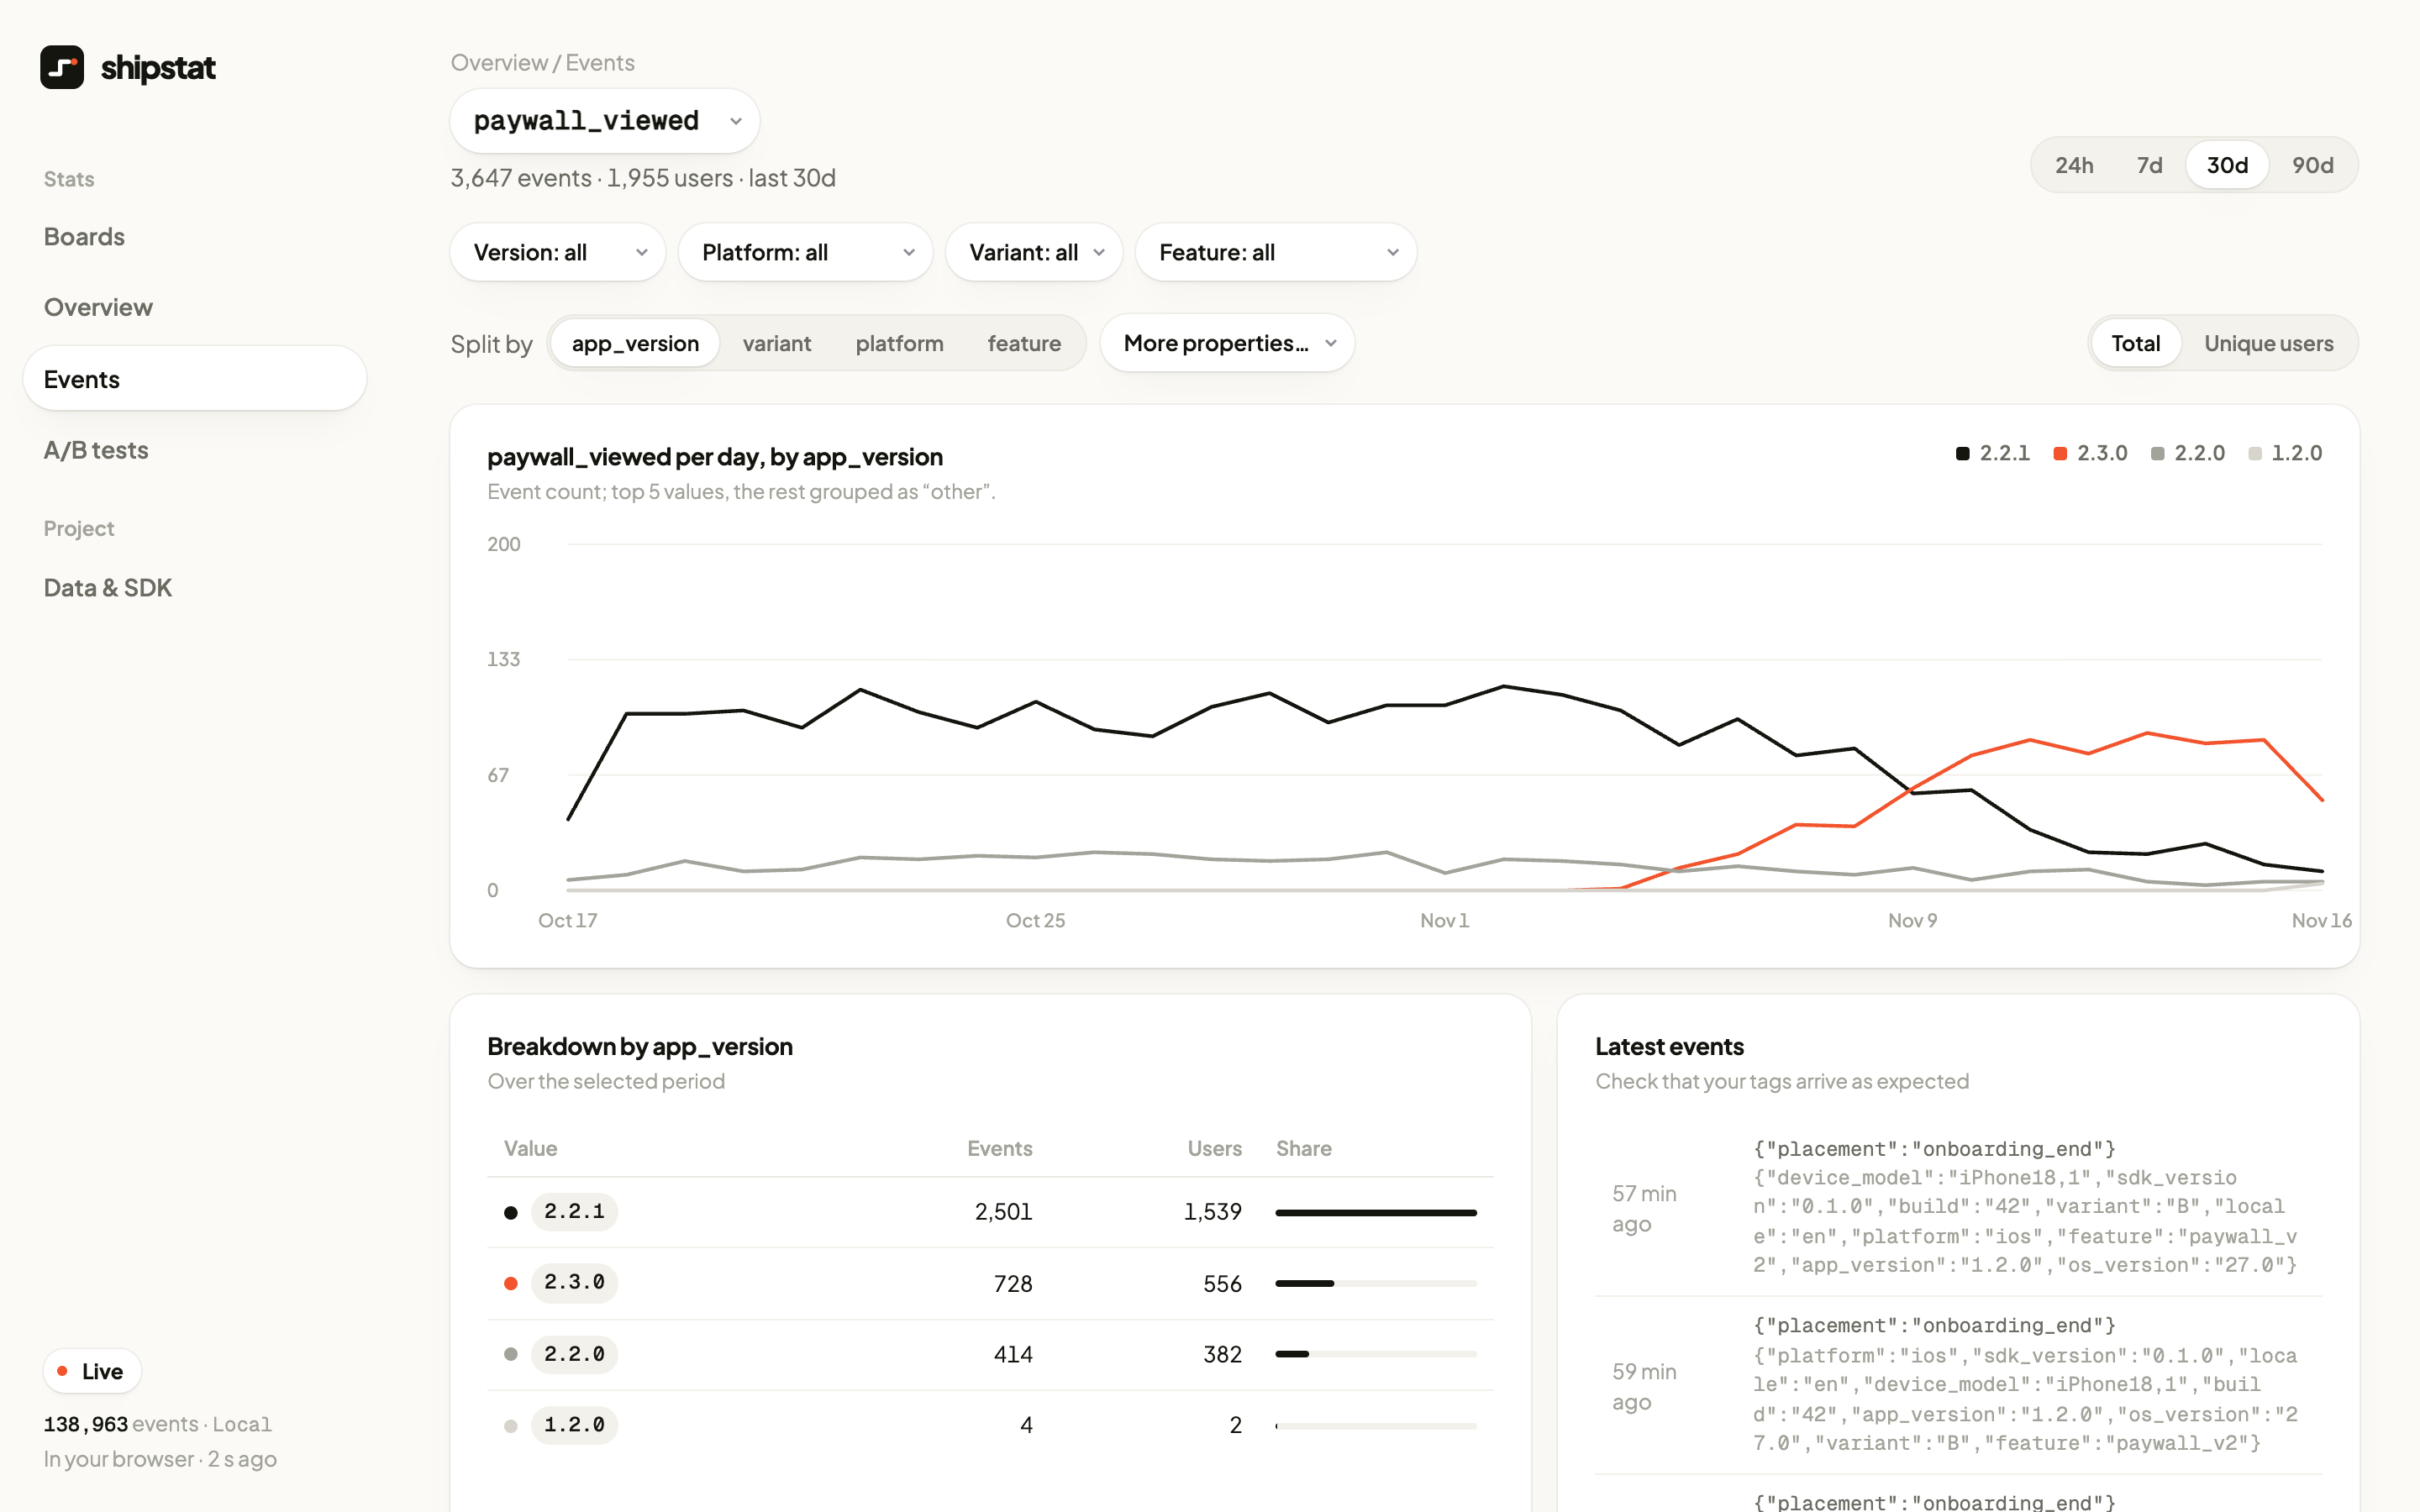 shipstat
Stats
Boards
Overview
Events
A/B tests
Project
Data & SDK
Live
138,963 events · Local
In your browser · 2 s ago
Overview / Events
paywall_viewed
3,647 events · 1,955 users · last 30d
24h 7d 30d 90d
Version: all Platform: all Variant: all Feature: all
Split by app_version variant platform feature More properties… Total Unique users
paywall_viewed per day, by app_version
Event count; top 5 values, the rest grouped as “other”.
2.2.1 2.3.0 2.2.0 1.2.0
200
133
67
0
Oct 17 Oct 25 Nov 1 Nov 9 Nov 16
Breakdown by app_version
Over the selected period
Value Events Users Share
2.2.1 2,501 1,539
2.3.0 728 556
2.2.0 414 382
1.2.0 4 2
Latest events
Check that your tags arrive as expected
57 min
ago
{"placement":"onboarding_end"}
{"device_model":"iPhone18,1","sdk_versio
n":"0.1.0","build":"42","variant":"B","local
e":"en","platform":"ios","feature":"paywall_v
2","app_version":"1.2.0","os_version":"27.0"}
59 min
ago
{"placement":"onboarding_end"}
{"platform":"ios","sdk_version":"0.1.0","loca
le":"en","device_model":"iPhone18,1","buil
d":"42","app_version":"1.2.0","os_version":"2
7.0","variant":"B","feature":"paywall_v2"}
{"placement":"onboarding_end"}